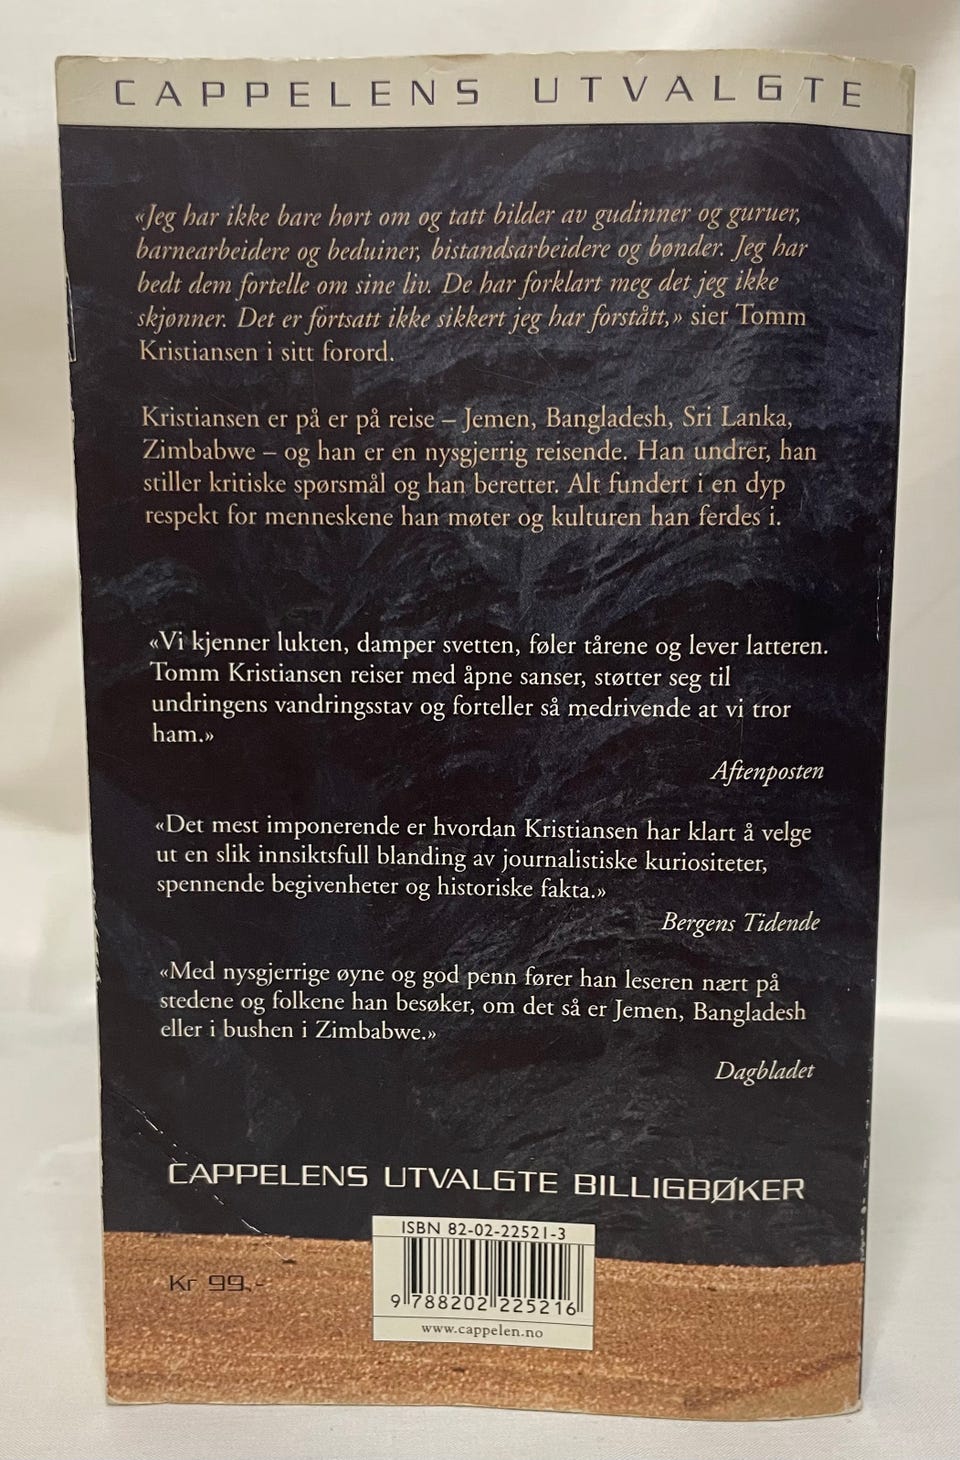 CAPPELENS UTVALGTE
«Jeg har ikke bare hørt om og tatt bilder av gudinner og guruer,
barnearbeidere og beduiner, bistandsarbeidere og bønder. Jeg har
bedt dem fortelle om sine liv. De har forklart meg det jeg ikke
skjønner. Det er fortsatt ikke sikkert jeg har forstått,» sier Tomm
Kristiansen i sitt forord.
Kristiansen er på er på reise – Jemen, Bangladesh, Sri Lanka,
Zimbabwe – og han er en nysgjerrig reisende. Han undrer, han
stiller kritiske spørsmål og han beretter. Alt fundert i en dyp
respekt for menneskene han møter og kulturen han ferdes i.
«Vi kjenner lukten, damper svetten, føler tårene og lever latteren.
Tomm Kristiansen reiser med åpne sanser, støtter seg til
undringens vandringsstav og forteller så medrivende at vi tror
ham.»
Aftenposten
«Det mest imponerende er hvordan Kristiansen har klart å velge
ut en slik innsiktsfull blanding av journalistiske kuriositeter,
spennende begivenheter og historiske fakta.»
Bergens Tidende
«Med nysgjerrige øyne og god penn fører han leseren nært på
stedene og folkene han besøker, om det så er Jemen, Bangladesh
eller i bushen i Zimbabwe.»
Dagbladet
CAPPELENS UTVALGTE BILLIGBØKER
ISBN 82-02-22521-3
Kr 99,-
9 788202 225216
www.cappelen.no